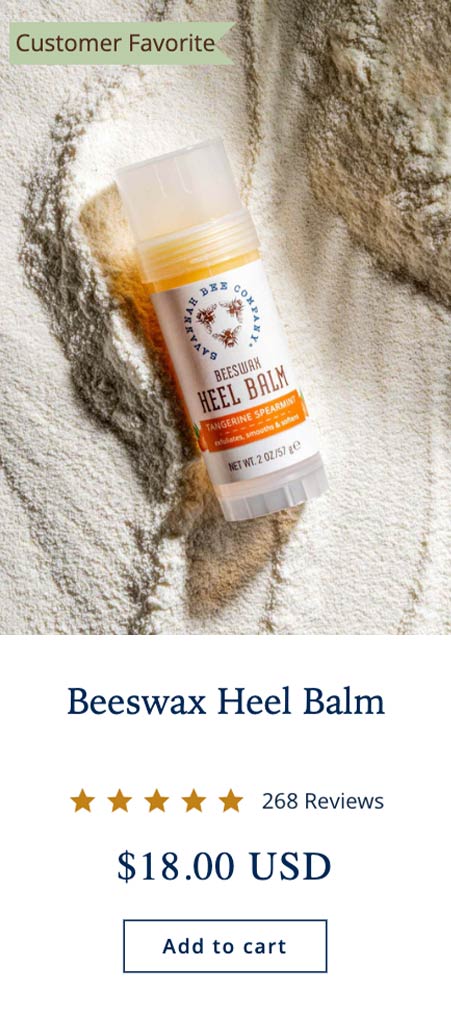 Customer Favorite
SAVANNAH BEE COMPANY®
BEESWAX
HEEL BALM
TANGERINE SPEARMINT
exfoliates, smooths & softens
NET WT. 2 OZ/57 g ℮
Beeswax Heel Balm
268 Reviews
$18.00 USD
Add to cart